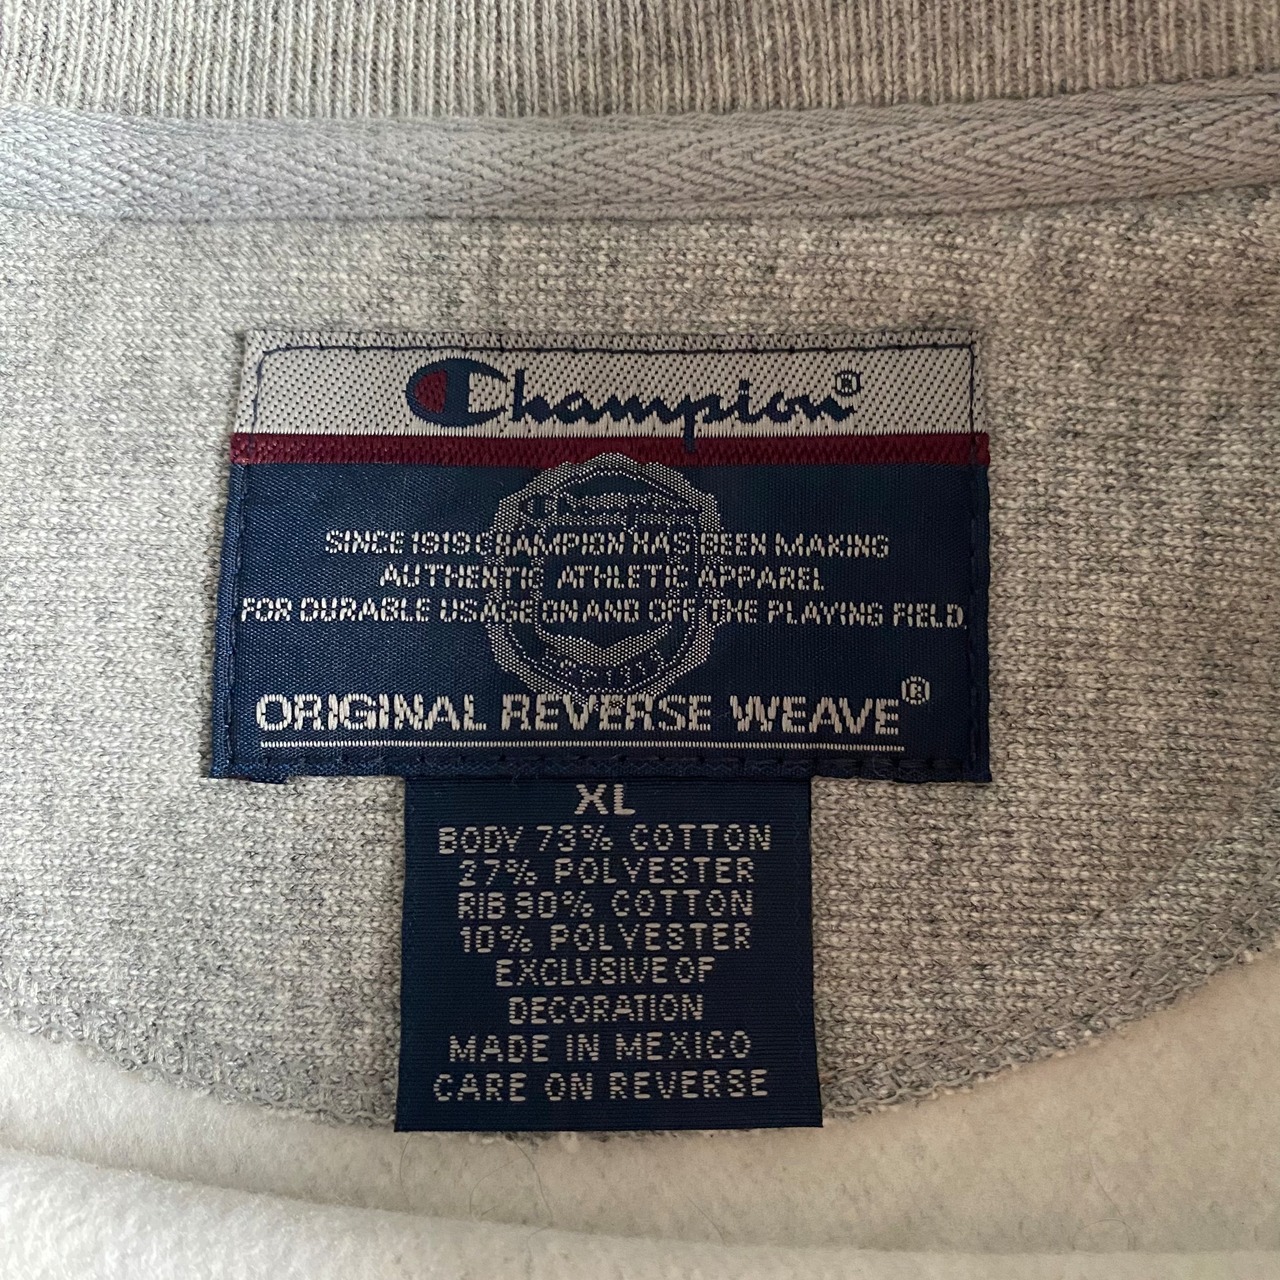 Champion®
Champion
SINCE 1919 CHAMPION HAS BEEN MAKING
AUTHENTIC ATHLETIC APPAREL
FOR DURABLE USAGE ON AND OFF THE PLAYING FIELD.
ORIGINAL REVERSE WEAVE®
XL
BODY 73% COTTON
27% POLYESTER
RIB 90% COTTON
10% POLYESTER
EXCLUSIVE OF
DECORATION
MADE IN MEXICO
CARE ON REVERSE